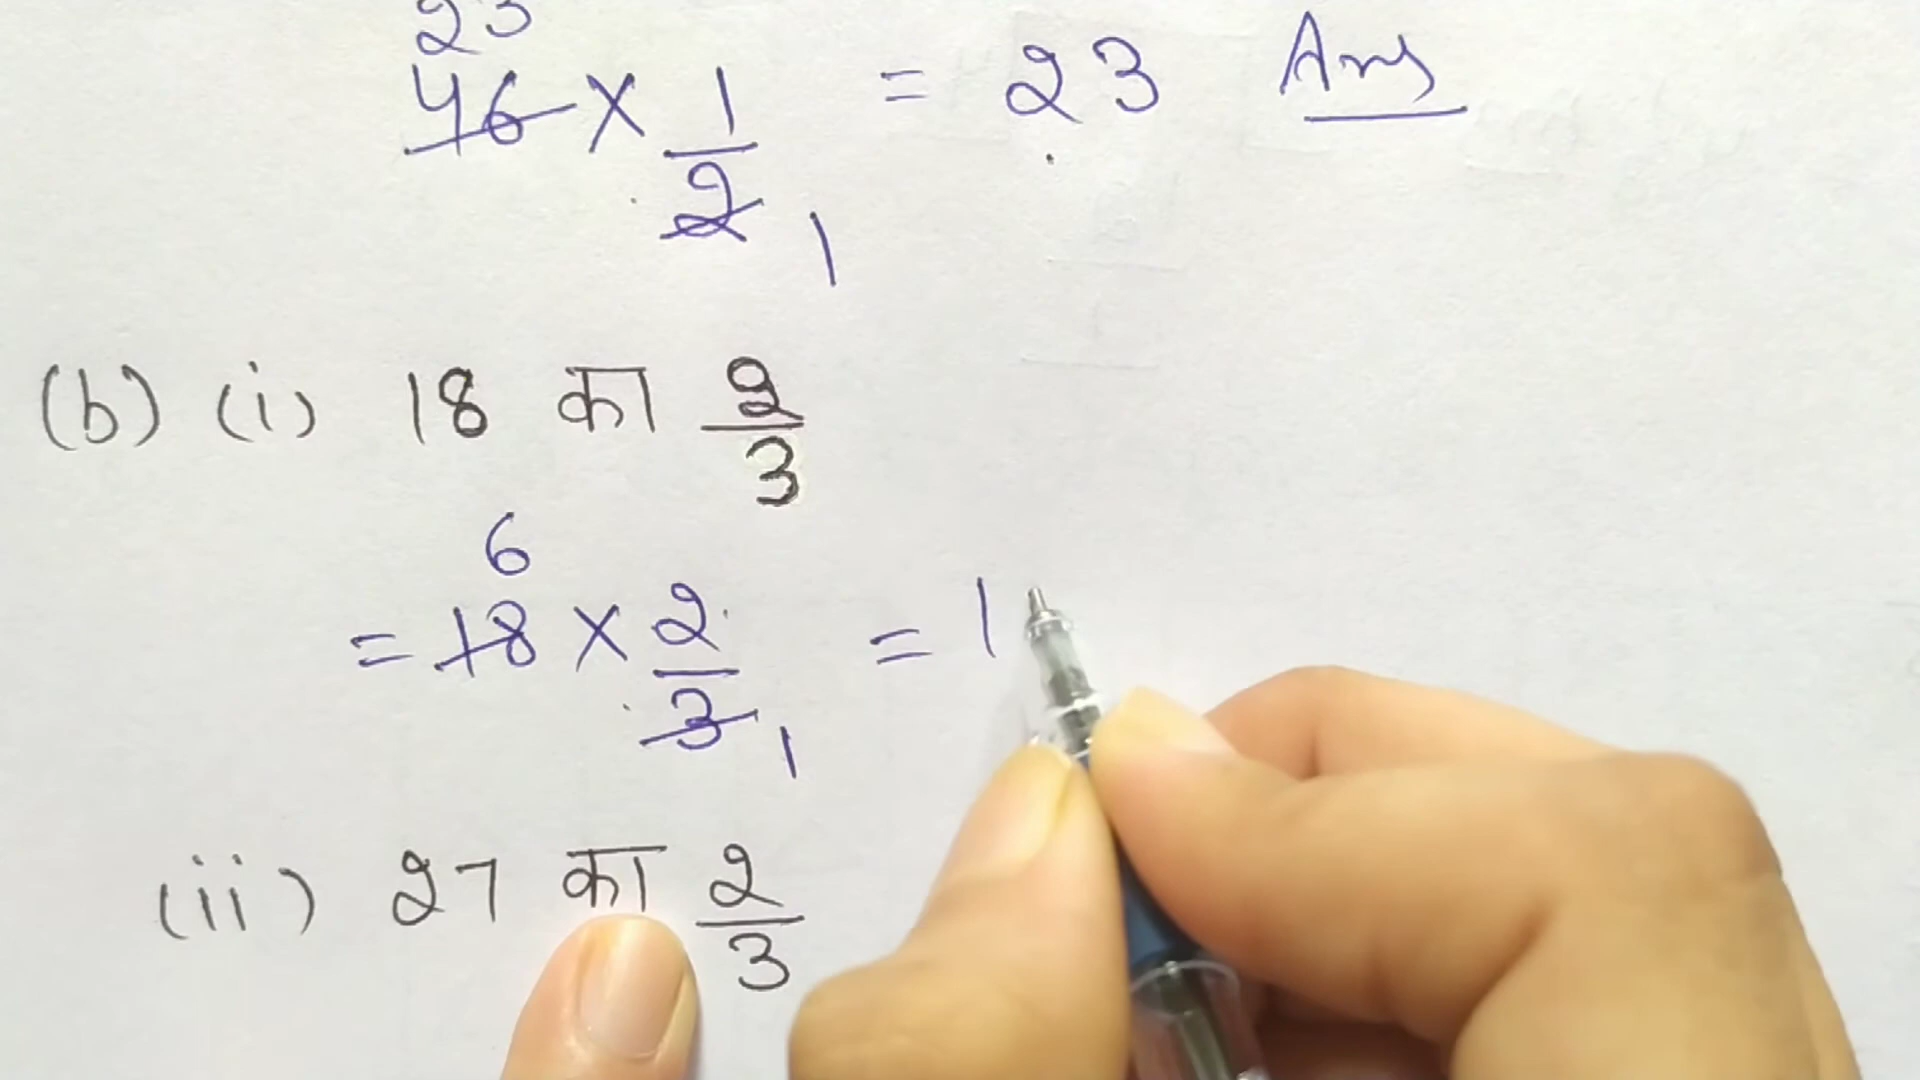 23
46 × 1/2 = 23 Ans
1
(b) (i) 18 का 2/3
6
= 18 × 2/3 = 1
1
(ii) 27 का 2/3